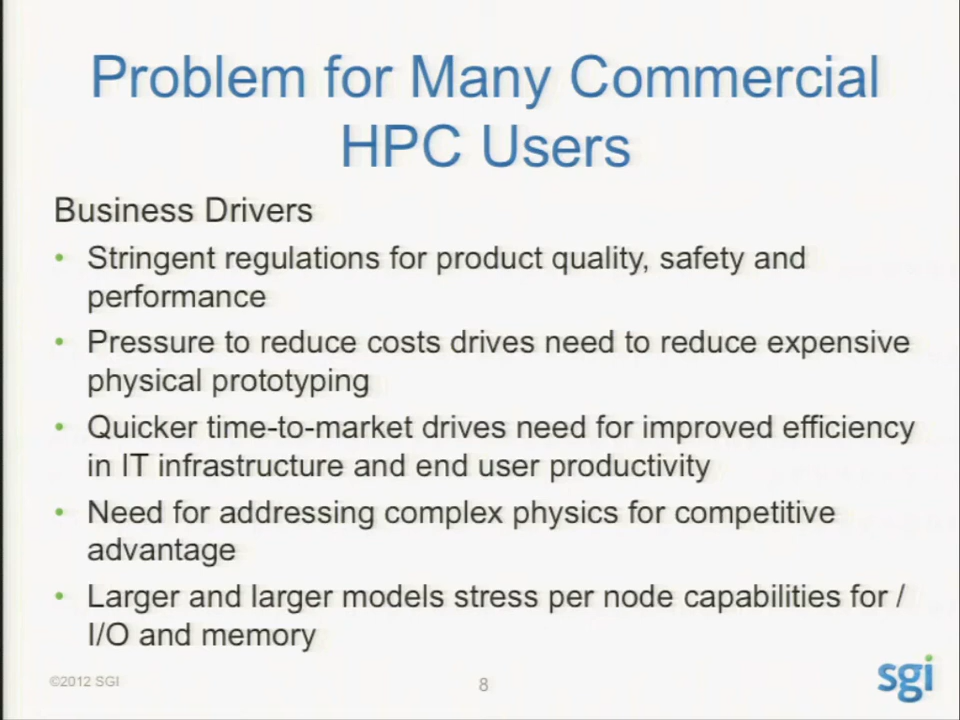 Problem for Many Commercial
HPC Users
Business Drivers
• Stringent regulations for product quality, safety and
performance
• Pressure to reduce costs drives need to reduce expensive
physical prototyping
• Quicker time-to-market drives need for improved efficiency
in IT infrastructure and end user productivity
• Need for addressing complex physics for competitive
advantage
• Larger and larger models stress per node capabilities for /
I/O and memory
©2012 SGI
8
sgi